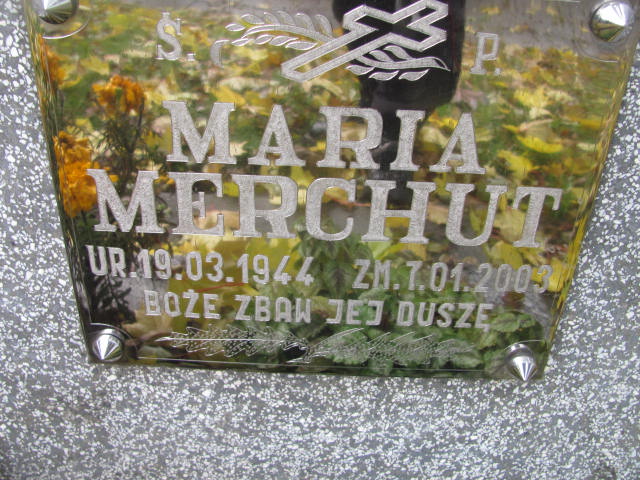 Ś. P.
MARIA
MERCHUT
UR.19.03.1944 ZM.7.01.2003
BOŻE ZBAW JEJ DUSZĘ